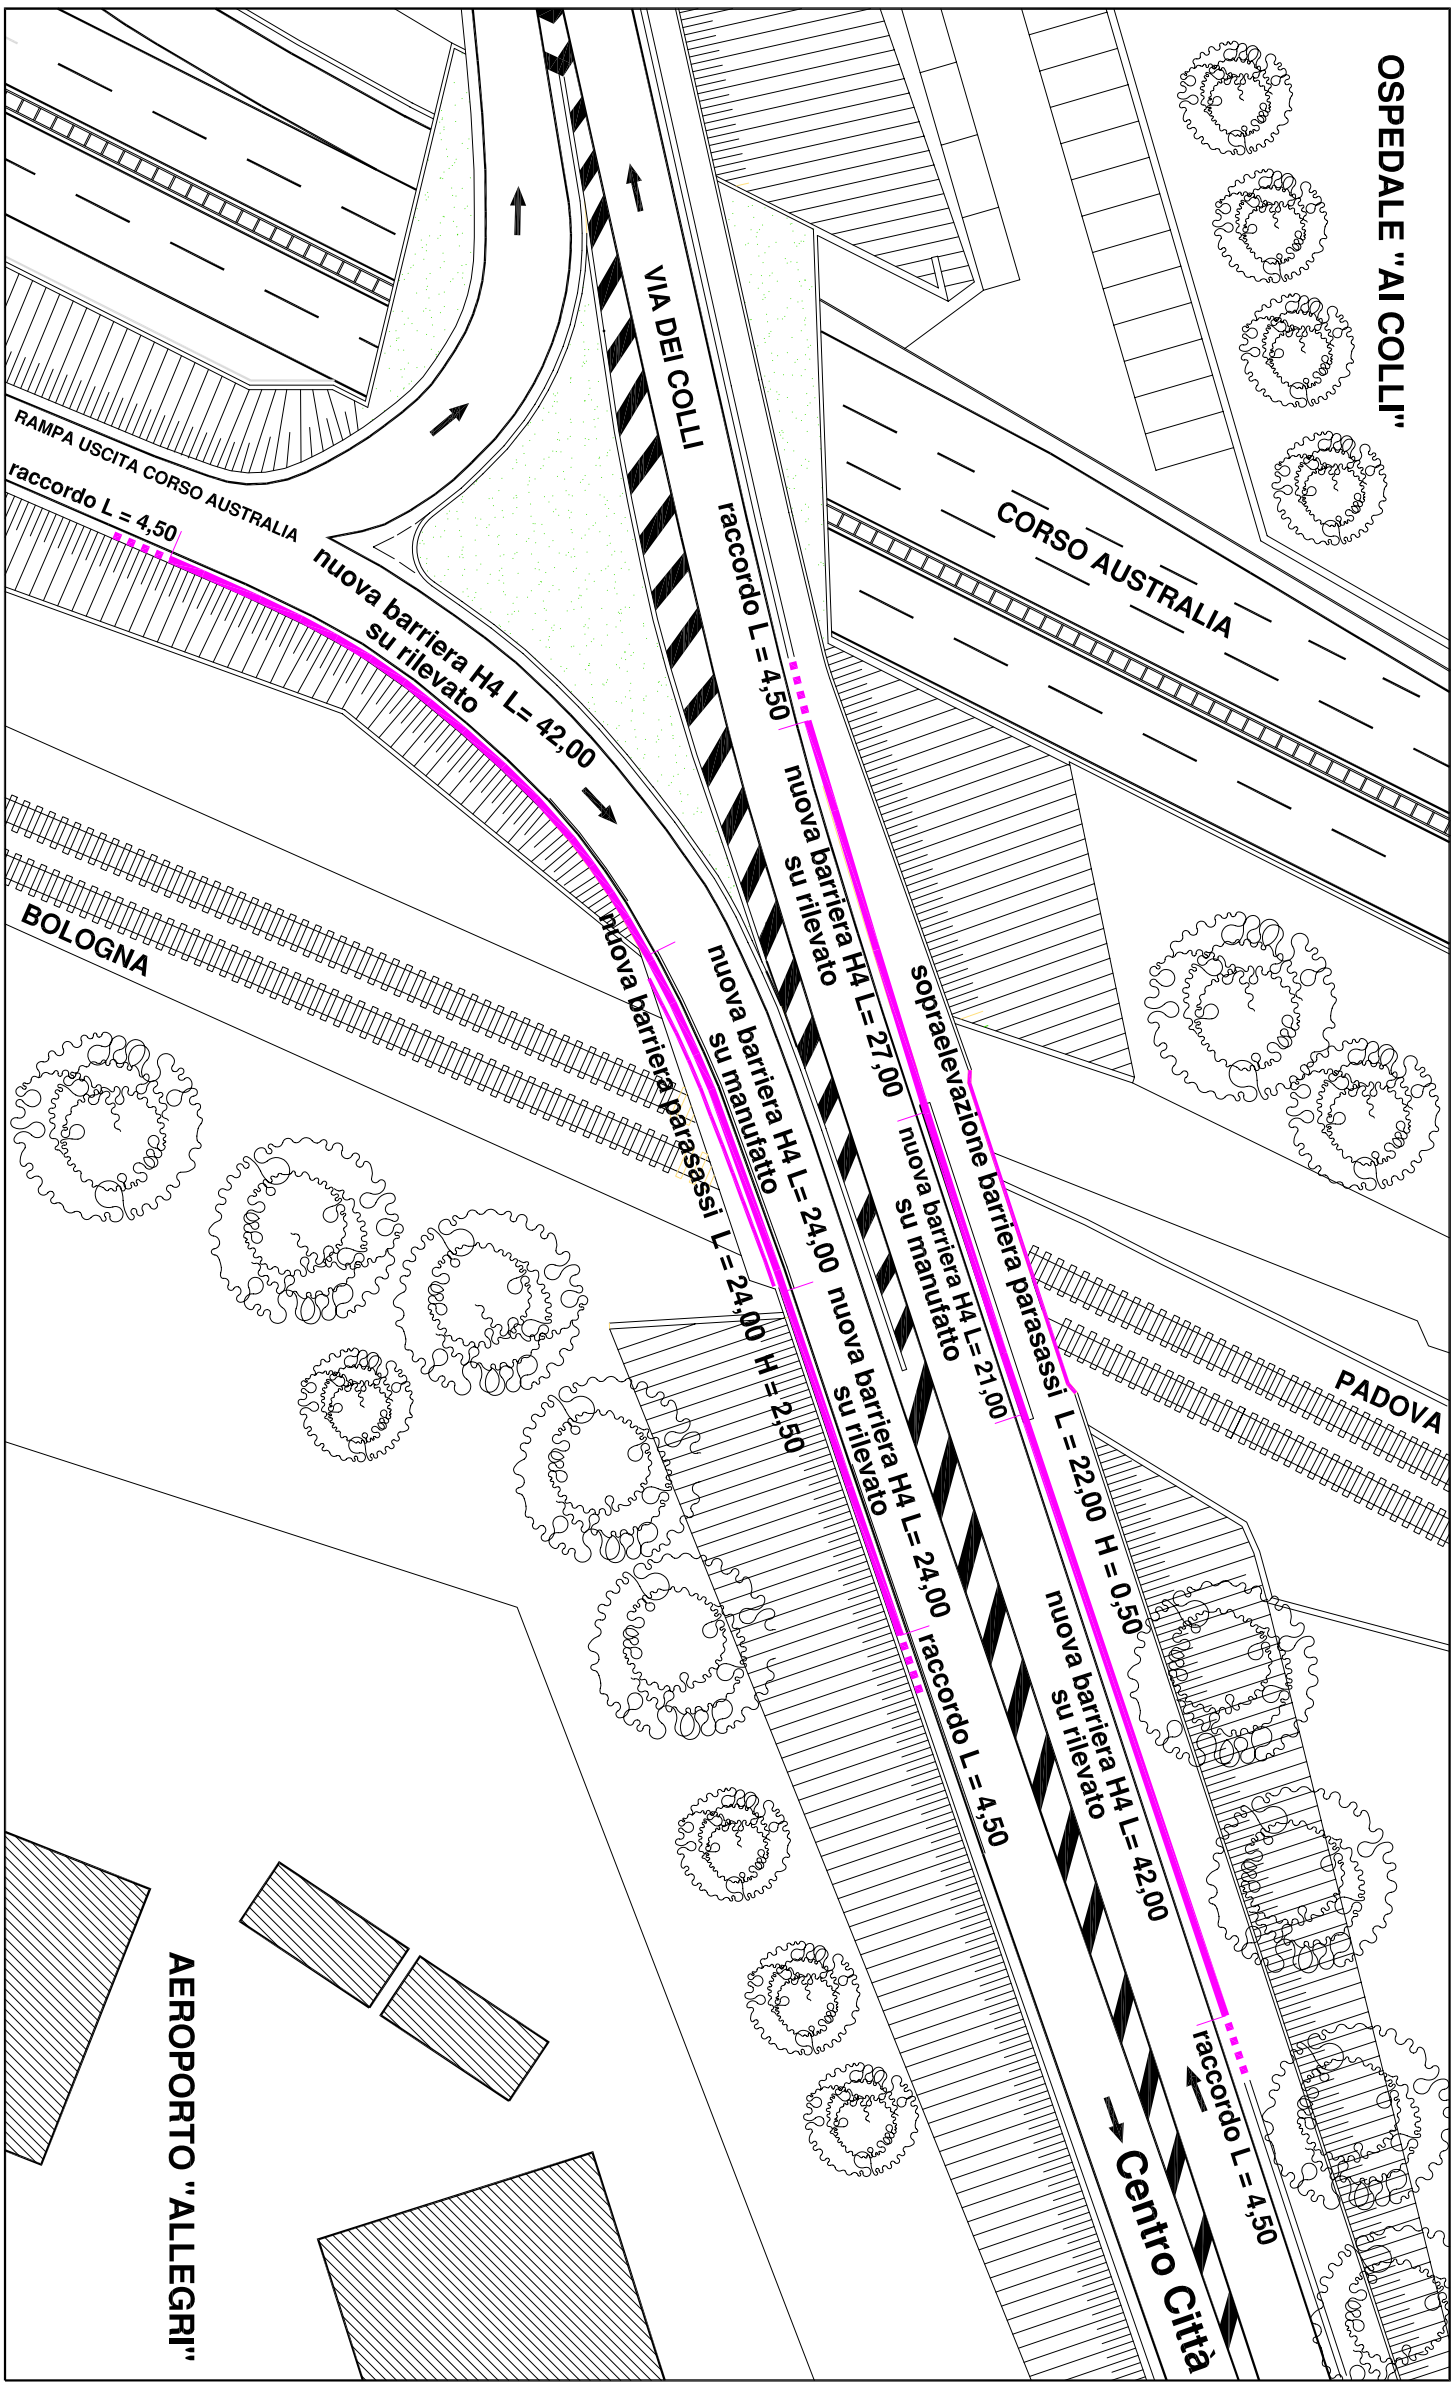 OSPEDALE "AI COLLI"
VIA DEI COLLI
CORSO AUSTRALIA
RAMPA USCITA CORSO AUSTRALIA
raccordo L = 4,50
nuova barriera H4 L= 42,00
su rilevato
raccordo L = 4,50
nuova barriera H4 L= 27,00
su rilevato
sopraelevazione barriera parasassi L = 22,00 H = 0,50
nuova barriera H4 L= 21,00
su manufatto
nuova barriera H4 L= 42,00
su rilevato
raccordo L = 4,50
BOLOGNA
PADOVA
nuova barriera parasassi L = 24,00 H = 2,50
nuova barriera H4 L= 24,00
su manufatto
nuova barriera H4 L= 24,00
su rilevato
raccordo L = 4,50
Centro Città
AEROPORTO "ALLEGRI"